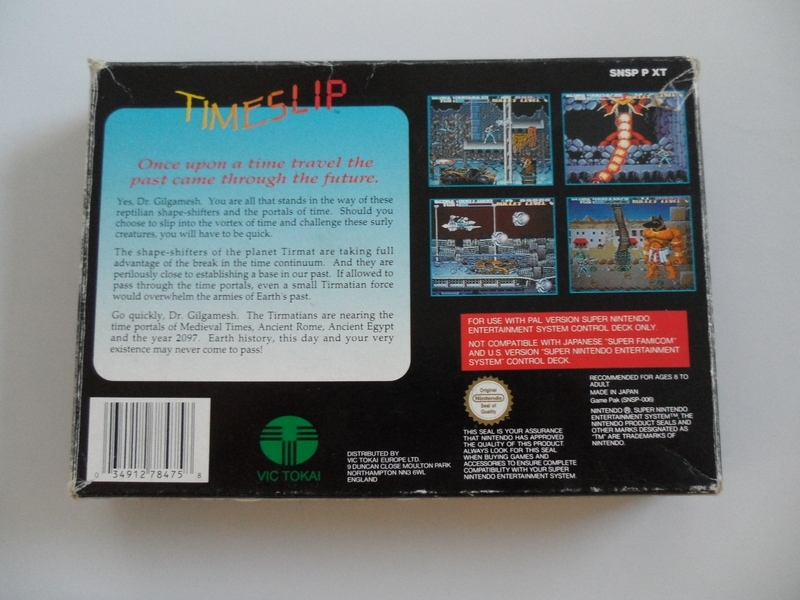 SNSP P XT
TIMESLIP
Once upon a time travel the
past came through the future.
Yes, Dr. Gilgamesh. You are all that stands in the way of these
reptilian shape-shifters and the portals of time. Should you
choose to slip into the vortex of time and challenge these surly
creatures, you will have to be quick.
The shape-shifters of the planet Tirmat are taking full
advantage of the break in the time continuum. And they are
perilously close to establishing a base in our past. If allowed to
pass through the time portals, even a small Tirmatian force
would overwhelm the armies of Earth's past.
Go quickly, Dr. Gilgamesh. The Tirmatians are nearing the
time portals of Medieval Times, Ancient Rome, Ancient Egypt
and the year 2097. Earth history, this day and your very
existence may never come to pass!
FOR USE WITH PAL VERSION SUPER NINTENDO
ENTERTAINMENT SYSTEM CONTROL DECK ONLY.
NOT COMPATIBLE WITH JAPANESE "SUPER FAMICOM"
AND U.S. VERSION "SUPER NINTENDO ENTERTAINMENT
SYSTEM" CONTROL DECK.
0 34912 78475 8
VIC TOKAI
DISTRIBUTED BY
VIC TOKAI EUROPE LTD.
9 DUNCAN CLOSE MOULTON PARK
NORTHAMPTON NN3 6WL
ENGLAND
Original
Nintendo
Seal of
Quality
THIS SEAL IS YOUR ASSURANCE
THAT NINTENDO HAS APPROVED
THE QUALITY OF THIS PRODUCT.
ALWAYS LOOK FOR THIS SEAL
WHEN BUYING GAMES AND
ACCESSORIES TO ENSURE COMPLETE
COMPATIBILITY WITH YOUR SUPER
NINTENDO ENTERTAINMENT SYSTEM.
RECOMMENDED FOR AGES 8 TO
ADULT
MADE IN JAPAN
Game Pak (SNSP-006)
NINTENDO ®, SUPER NINTENDO
ENTERTAINMENT SYSTEM™, THE
NINTENDO PRODUCT SEALS AND
OTHER MARKS DESIGNATED AS
"TM" ARE TRADEMARKS OF
NINTENDO.